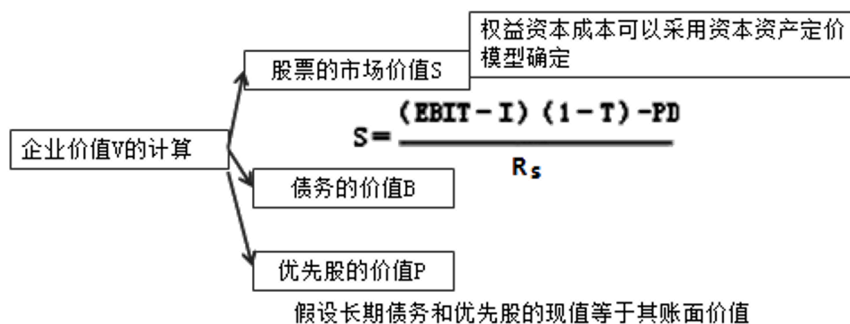 权益资本成本可以采用资本资产定价
模型确定
股票的市场价值S
S=(EBIT-I)(1-T)-PD
Rs
企业价值V的计算
债务的价值B
优先股的价值P
假设长期债务和优先股的现值等于其账面价值